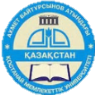 АХМЕТ БАЙТҰРСЫНОВ АТЫНДАҒЫ
ҚАЗАҚСТАН
ҚОСТАНАЙ МЕМЛЕКЕТТІК УНИВЕРСИТЕТІ